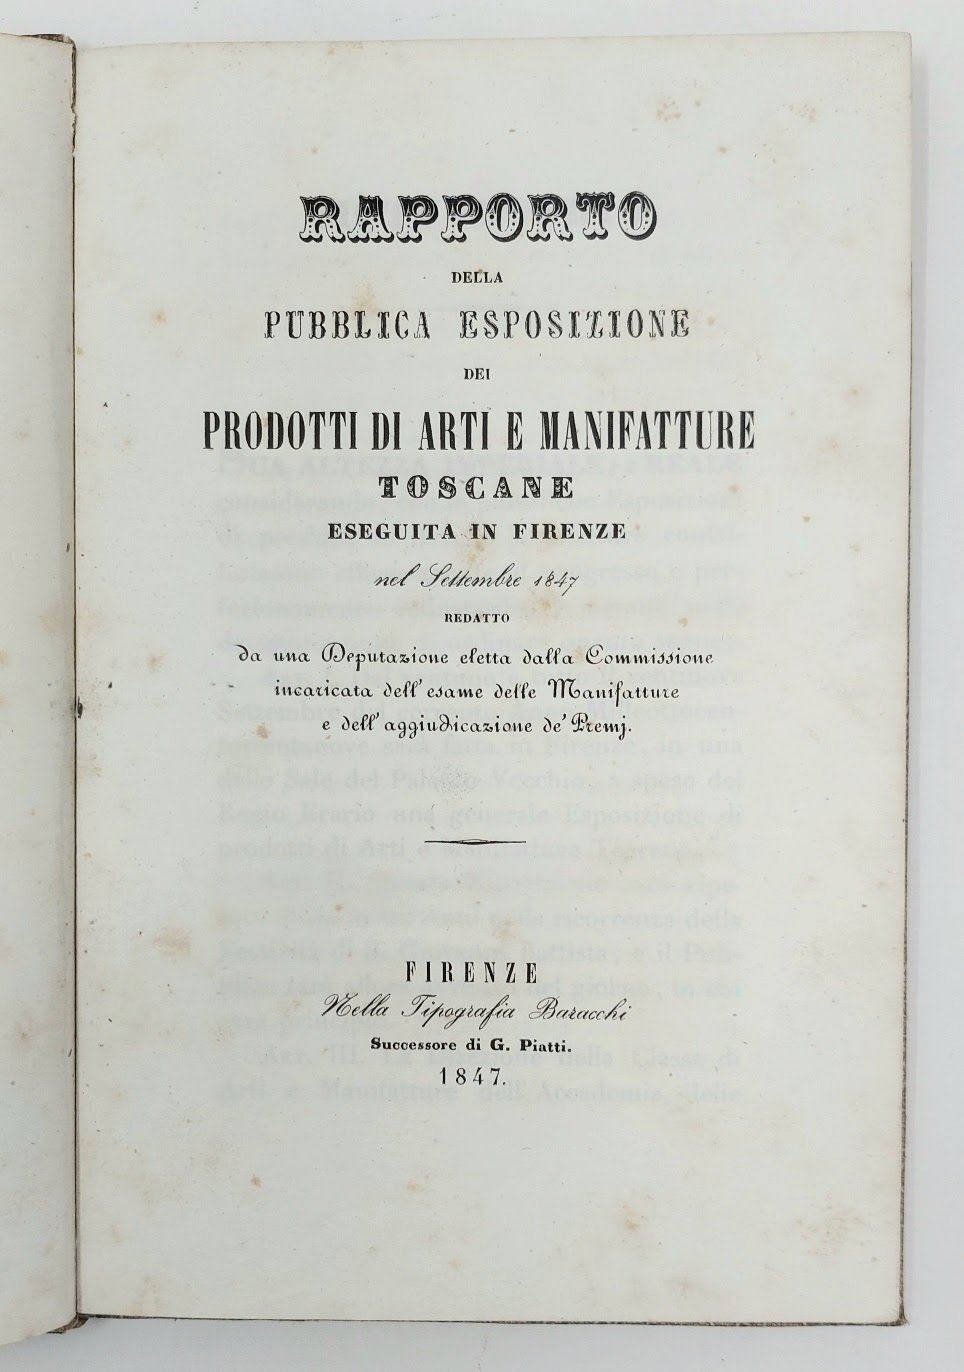 RAPPORTO
DELLA
PUBBLICA ESPOSIZIONE
DEI
PRODOTTI DI ARTI E MANIFATTURE
TOSCANE
ESEGUITA IN FIRENZE
nel Settembre 1847
REDATTO
da una Deputazione eletta dalla Commissione
incaricata dell' esame delle Manifatture
e dell' aggiudicazione de' Premj.
FIRENZE
Nella Tipografia Baracchi
Successore di G. Piatti.
1847.